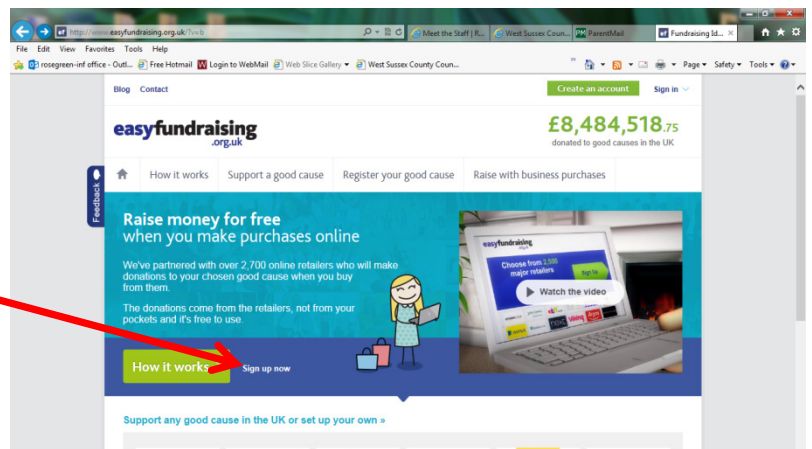 http://www.easyfundraising.org.uk/?v=b
Meet the Staff | R...
West Sussex Coun...
ParentMail
Fundraising Id...
File Edit View Favorites Tools Help
rosegreen-inf office - Outl...
Free Hotmail
Login to WebMail
Web Slice Gallery
West Sussex County Coun...
Page
Safety
Tools
Blog
Contact
Create an account
Sign in
easyfundraising
.org.uk
£8,484,518.75
donated to good causes in the UK
How it works
Support a good cause
Register your good cause
Raise with business purchases
Feedback
Raise money for free
when you make purchases online
We've partnered with over 2,700 online retailers who will make
donations to your chosen good cause when you buy
from them.
The donations come from the retailers, not from your
pockets and it's free to use.
How it works
Sign up now
easyfundraising
.org.uk
Choose from 2,500
major retailers
Sign Up
Watch the video
Viking
Argos
Support any good cause in the UK or set up your own »